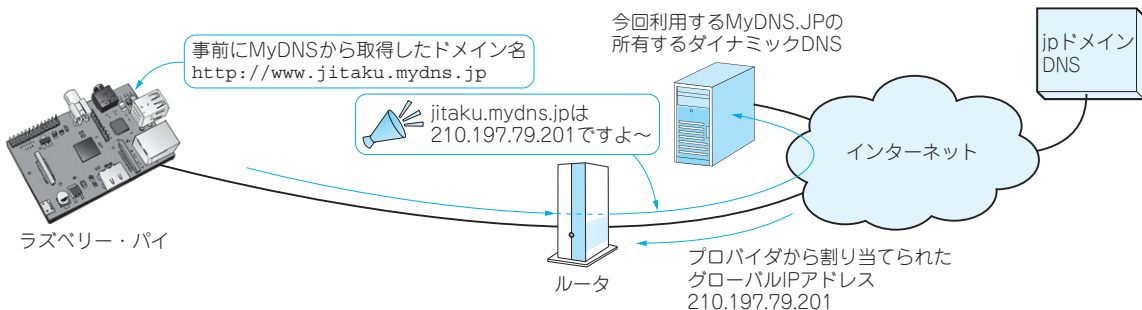 事前にMyDNSから取得したドメイン名
http://www.jitaku.mydns.jp
今回利用するMyDNS.JPの
所有するダイナミックDNS
jpドメイン
DNS
jitaku.mydns.jpは
210.197.79.201ですよ～
インターネット
ラズベリー・パイ
ルータ
プロバイダから割り当てられた
グローバルIPアドレス
210.197.79.201